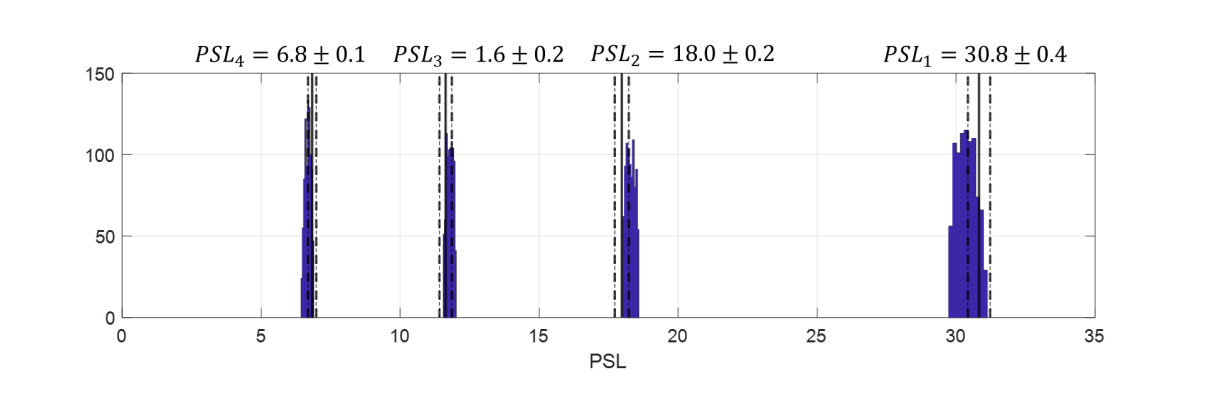 PSL₄ = 6.8 ± 0.1 PSL₃ = 1.6 ± 0.2 PSL₂ = 18.0 ± 0.2 PSL₁ = 30.8 ± 0.4
150
100
50
0
0 5 10 15 20 25 30 35
PSL